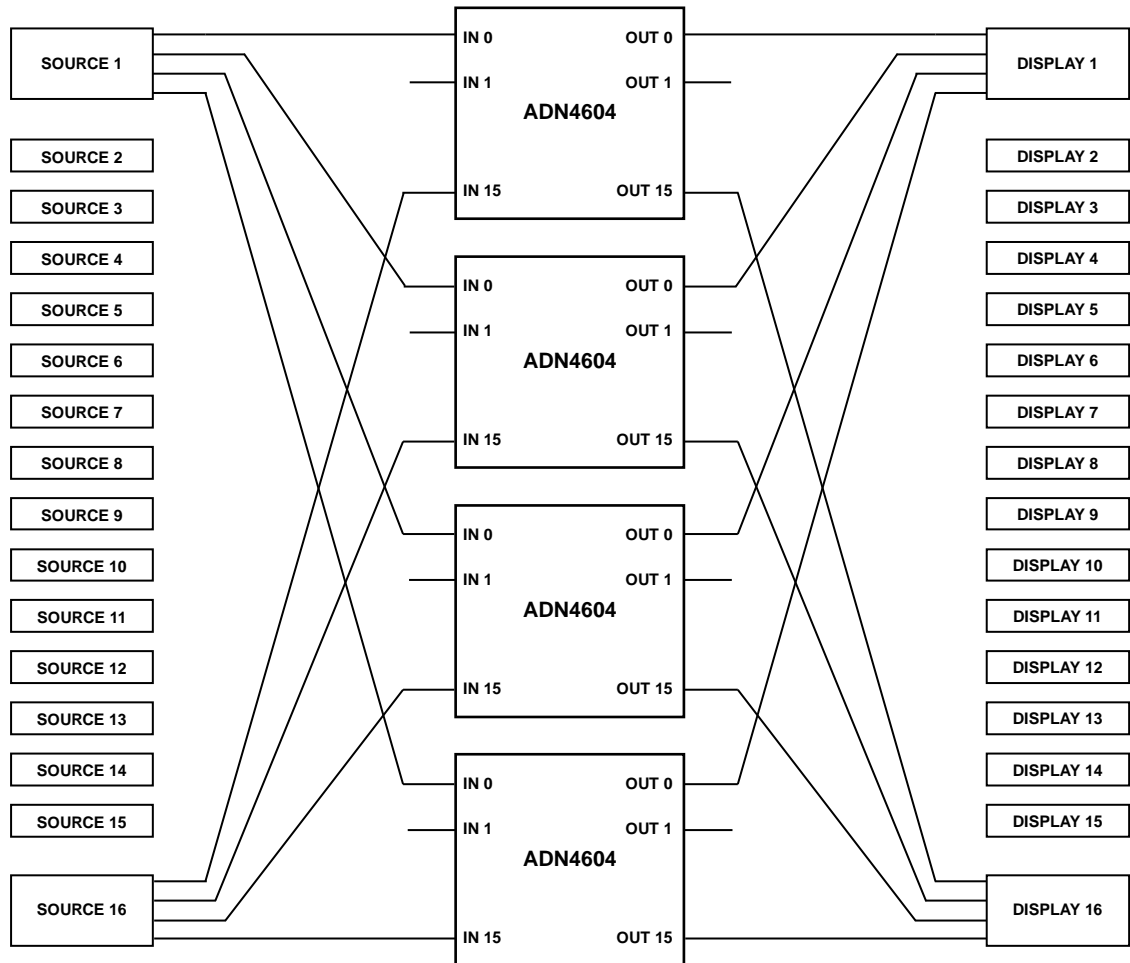 SOURCE 1
SOURCE 2
SOURCE 3
SOURCE 4
SOURCE 5
SOURCE 6
SOURCE 7
SOURCE 8
SOURCE 9
SOURCE 10
SOURCE 11
SOURCE 12
SOURCE 13
SOURCE 14
SOURCE 15
SOURCE 16
IN 0 OUT 0
IN 1 OUT 1
ADN4604
IN 15 OUT 15
IN 0 OUT 0
IN 1 OUT 1
ADN4604
IN 15 OUT 15
IN 0 OUT 0
IN 1 OUT 1
ADN4604
IN 15 OUT 15
IN 0 OUT 0
IN 1 OUT 1
ADN4604
IN 15 OUT 15
DISPLAY 1
DISPLAY 2
DISPLAY 3
DISPLAY 4
DISPLAY 5
DISPLAY 6
DISPLAY 7
DISPLAY 8
DISPLAY 9
DISPLAY 10
DISPLAY 11
DISPLAY 12
DISPLAY 13
DISPLAY 14
DISPLAY 15
DISPLAY 16